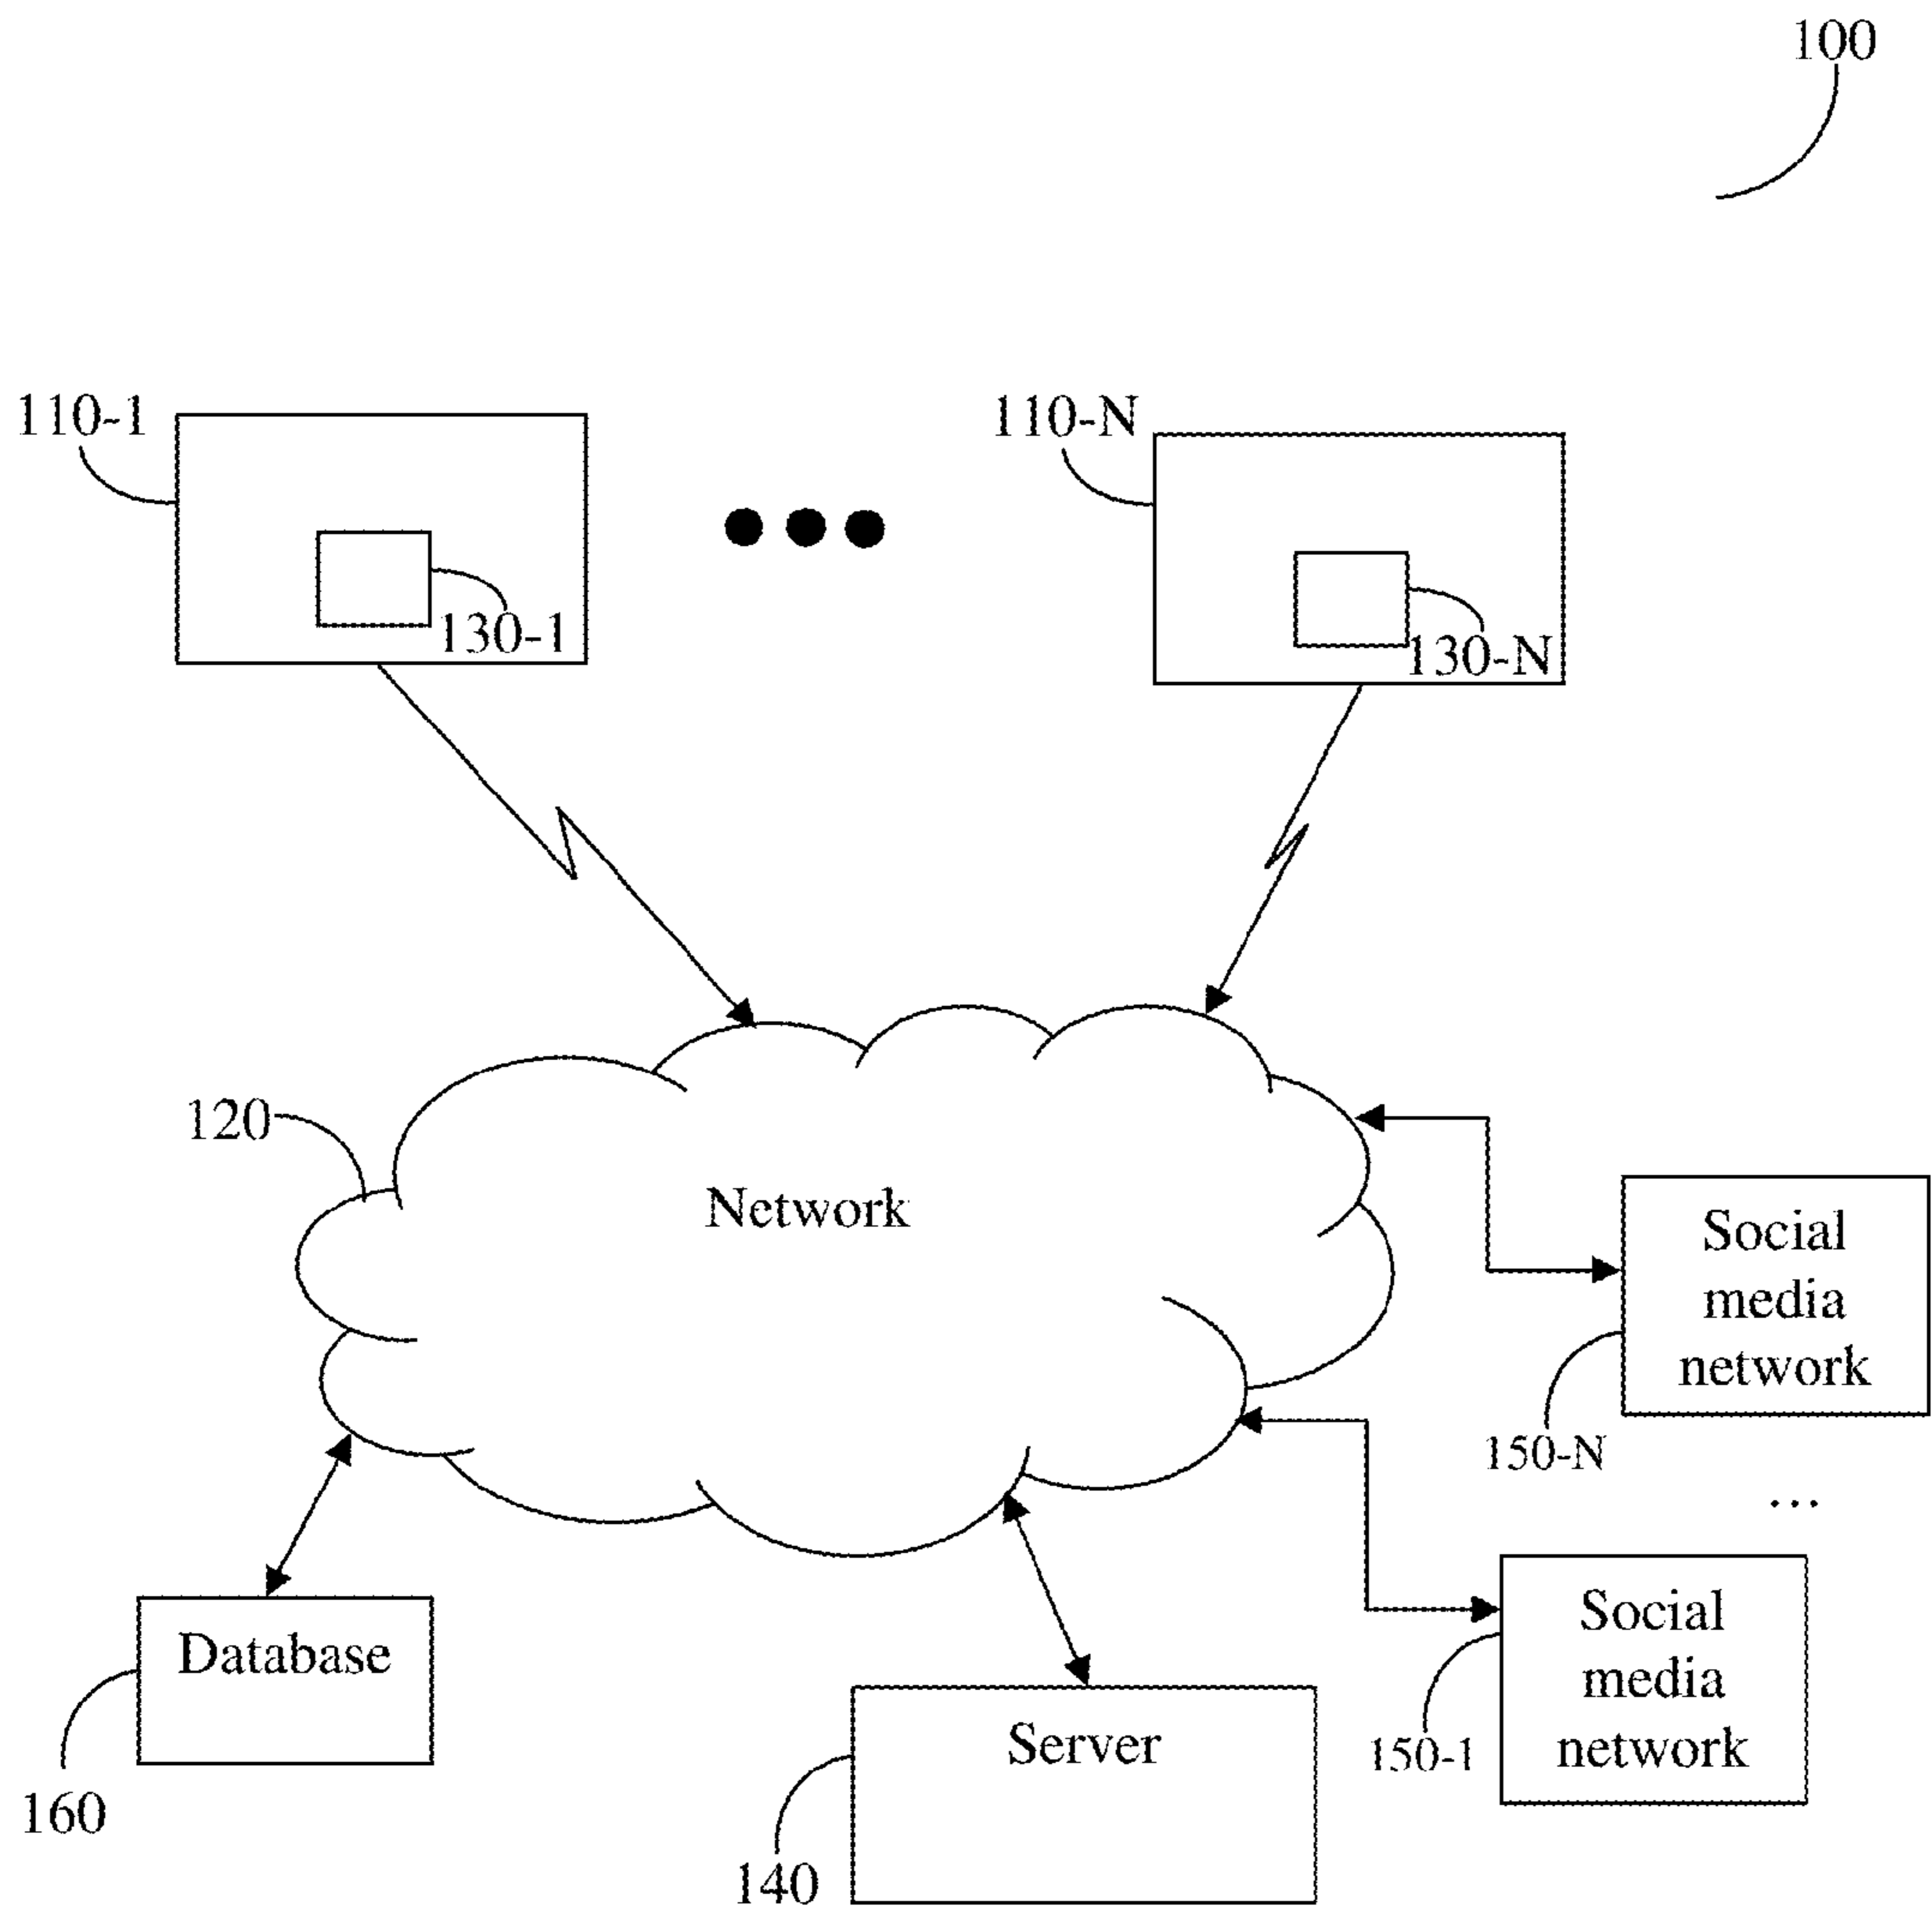 100
110-1
110-N
130-1
130-N
120
Network
Social
media
network
150-N
...
Database
Social
media
network
Server
150-1
160
140